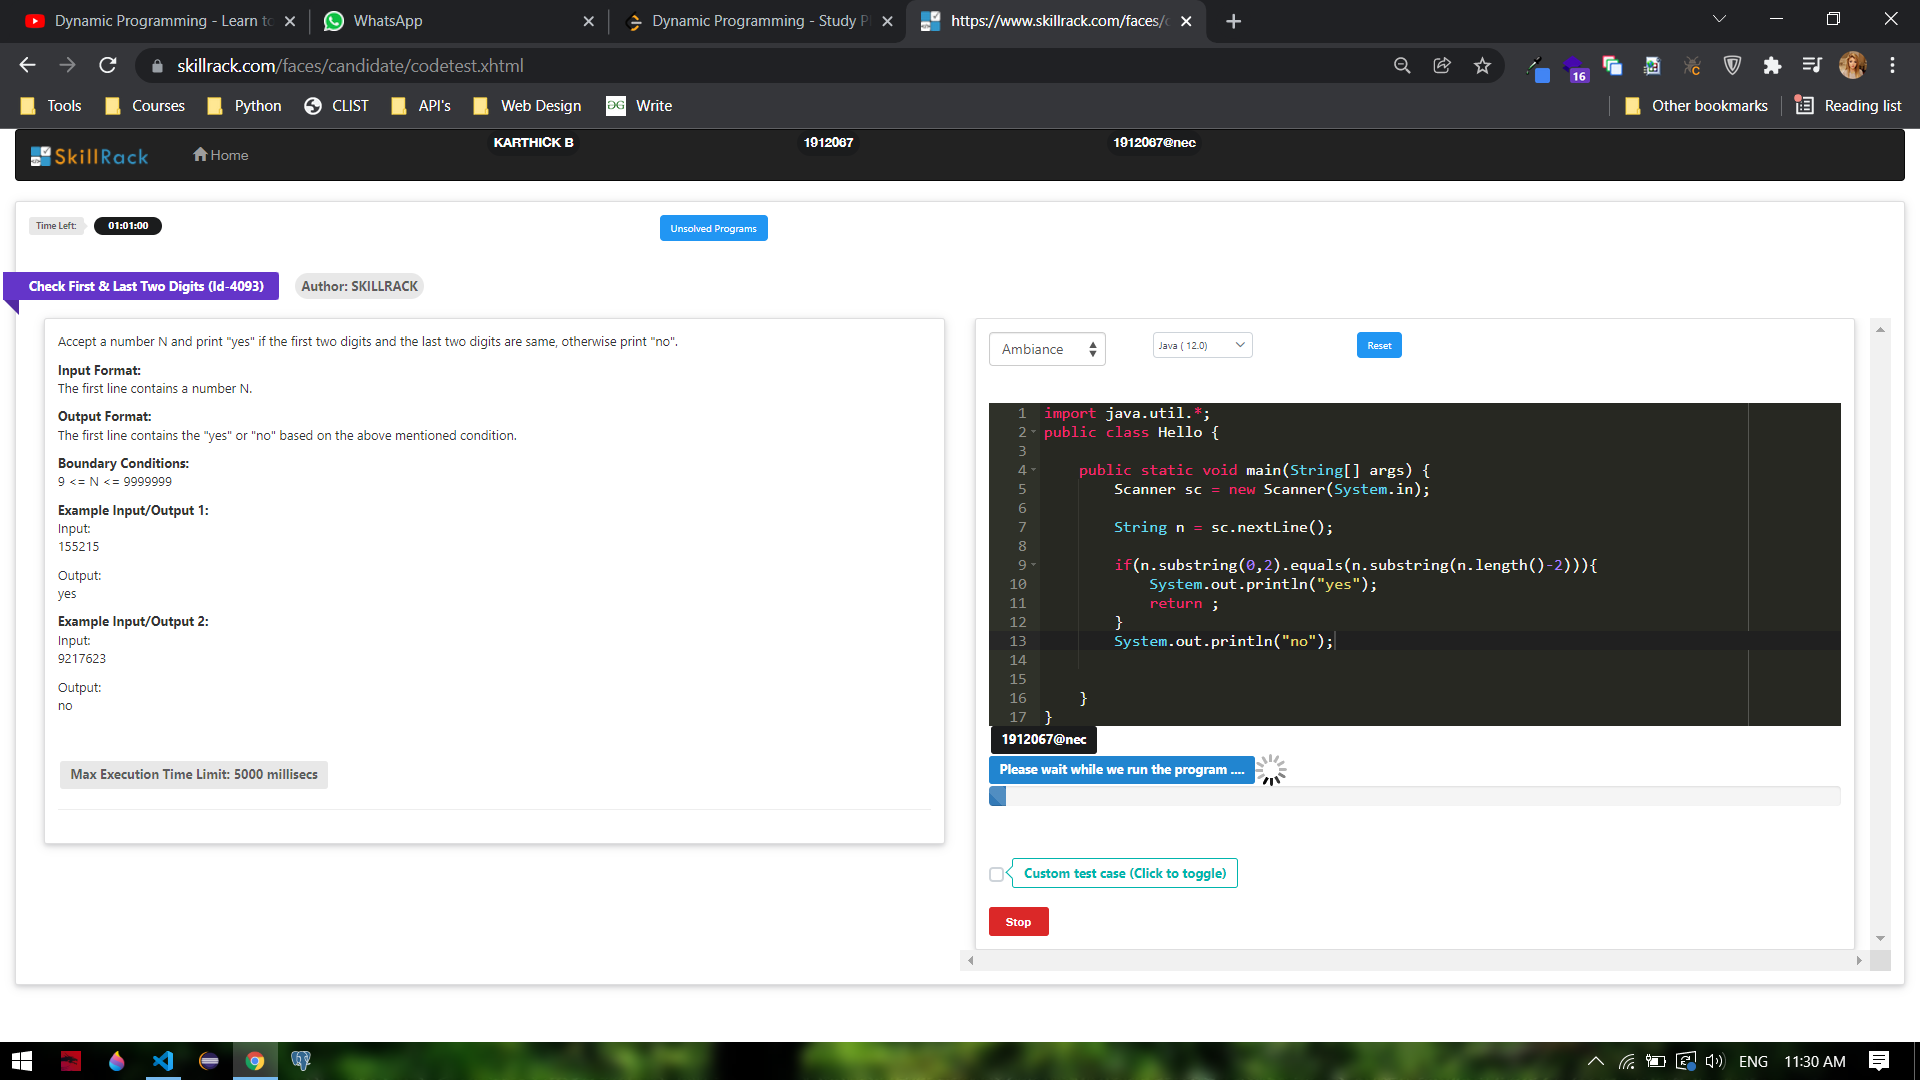 Dynamic Programming - Learn to
WhatsApp
Dynamic Programming - Study P
https://www.skillrack.com/faces/c
skillrack.com/faces/candidate/codetest.xhtml
16
Tools
Courses
Python
CLIST
API's
Web Design
Write
Other bookmarks
Reading list
SkillRack
Home
KARTHICK B
1912067
1912067@nec
Time Left:
01:01:00
Unsolved Programs
Check First & Last Two Digits (Id-4093)
Author: SKILLRACK
Accept a number N and print "yes" if the first two digits and the last two digits are same, otherwise print "no".
Input Format:
The first line contains a number N.
Output Format:
The first line contains the "yes" or "no" based on the above mentioned condition.
Boundary Conditions:
9 <= N <= 9999999
Example Input/Output 1:
Input:
155215
Output:
yes
Example Input/Output 2:
Input:
9217623
Output:
no
Max Execution Time Limit: 5000 millisecs
Ambiance
Java ( 12.0)
Reset
1 import java.util.*;
2 public class Hello {
3
4 public static void main(String[] args) {
5 Scanner sc = new Scanner(System.in);
6
7 String n = sc.nextLine();
8
9 if(n.substring(0,2).equals(n.substring(n.length()-2))){
10 System.out.println("yes");
11 return ;
12 }
13 System.out.println("no");
14
15
16 }
17 }
1912067@nec
Please wait while we run the program ....
Custom test case (Click to toggle)
Stop
ENG
11:30 AM